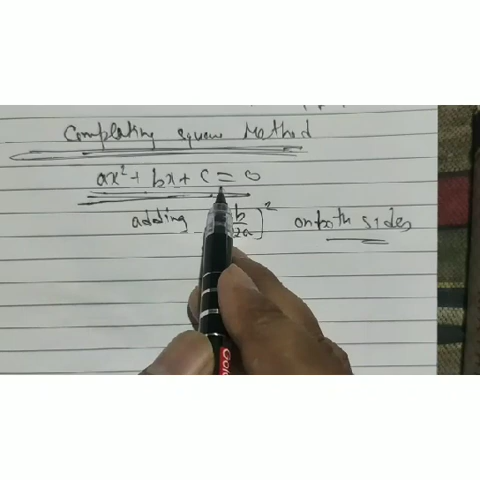 Complating square Method
ax² + bx + c = 0
adding (b/2a)² on both sides